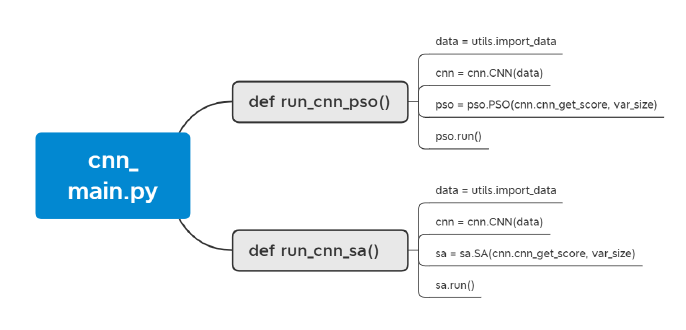 cnn_
main.py
def run_cnn_pso()
data = utils.import_data
cnn = cnn.CNN(data)
pso = pso.PSO(cnn.cnn_get_score, var_size)
pso.run()
def run_cnn_sa()
data = utils.import_data
cnn = cnn.CNN(data)
sa = sa.SA(cnn.cnn_get_score, var_size)
sa.run()